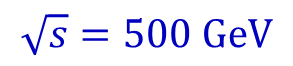 √s = 500 GeV